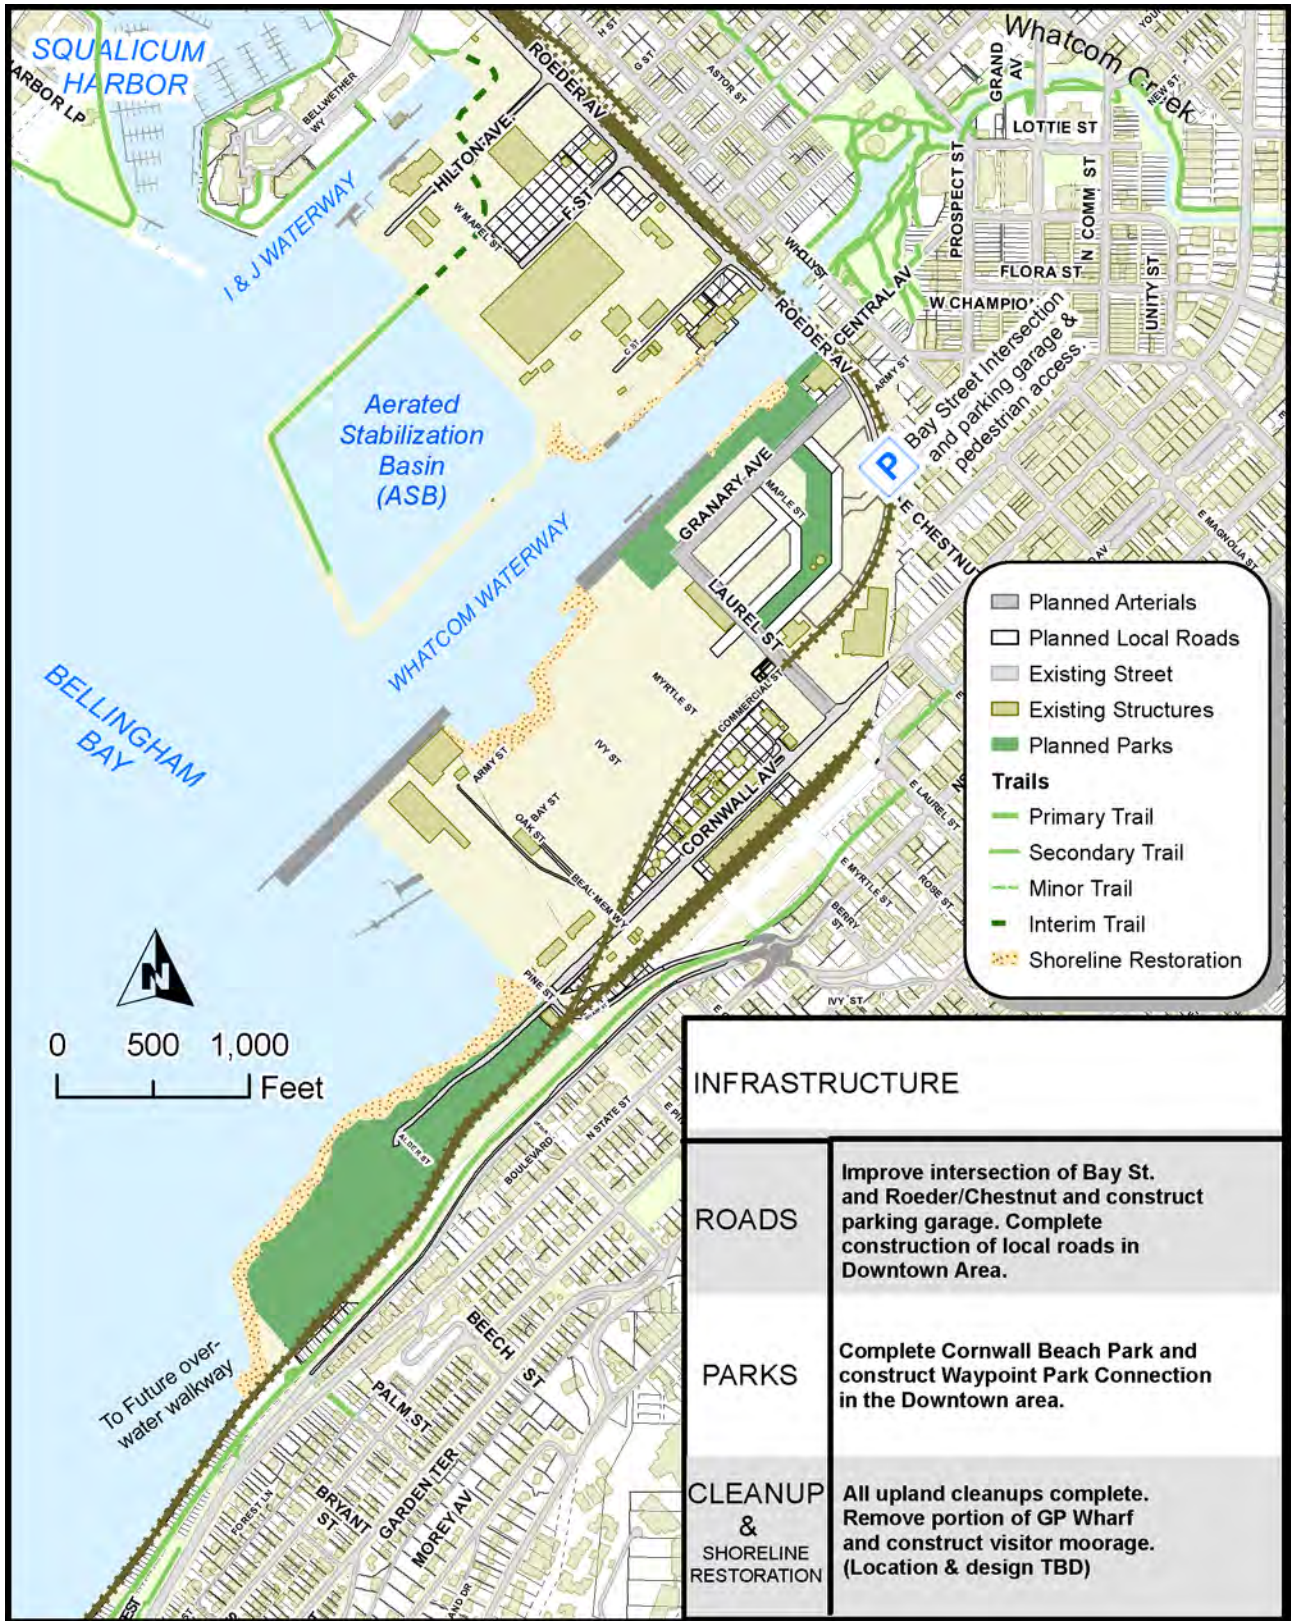 SQUALICUM
HARBOR
HARBOR LP
BELLWETHER
WY
ROEDER AV
H ST
G ST
ASTOR ST
GRAND
AV
Whatcom Creek
NEW ST
LOTTIE ST
PROSPECT ST
N COMM ST
HILTON AVE.
F ST
W MAPEL ST
I & J WATERWAY
W HOLLY ST
FLORA ST
UNITY ST
W CHAMPION
CENTRAL AV
ROEDER AV
C ST
ARMY ST
Bay Street Intersection
and parking garage &
pedestrian access.
P
Aerated
Stabilization
Basin
(ASB)
GRANARY AVE
MAPLE ST
E CHESTNUT
E MAGNOLIA ST
WHATCOM WATERWAY
LAUREL ST
BELLINGHAM
BAY
MYRTLE ST
COMMERCIAL ST
IVY ST
ARMY ST
BAY ST
OAK ST
CORNWALL AV
BEAL MEM WY
E LAUREL ST
E MYRTLE ST
ROSE ST
BERRY
ST
IVY ST
PINE ST
Planned Arterials
Planned Local Roads
Existing Street
Existing Structures
Planned Parks
Trails
Primary Trail
Secondary Trail
Minor Trail
Interim Trail
Shoreline Restoration
N
0 500 1,000
Feet
ALDER ST
BOULEVARD
N STATE ST
BEECH ST
PALM ST
GARDEN TER
BRYANT
ST
MOREY AV
FOREST LN
To Future over-
water walkway
INFRASTRUCTURE
ROADS
Improve intersection of Bay St.
and Roeder/Chestnut and construct
parking garage. Complete
construction of local roads in
Downtown Area.
PARKS
Complete Cornwall Beach Park and
construct Waypoint Park Connection
in the Downtown area.
CLEANUP
&
SHORELINE
RESTORATION
All upland cleanups complete.
Remove portion of GP Wharf
and construct visitor moorage.
(Location & design TBD)